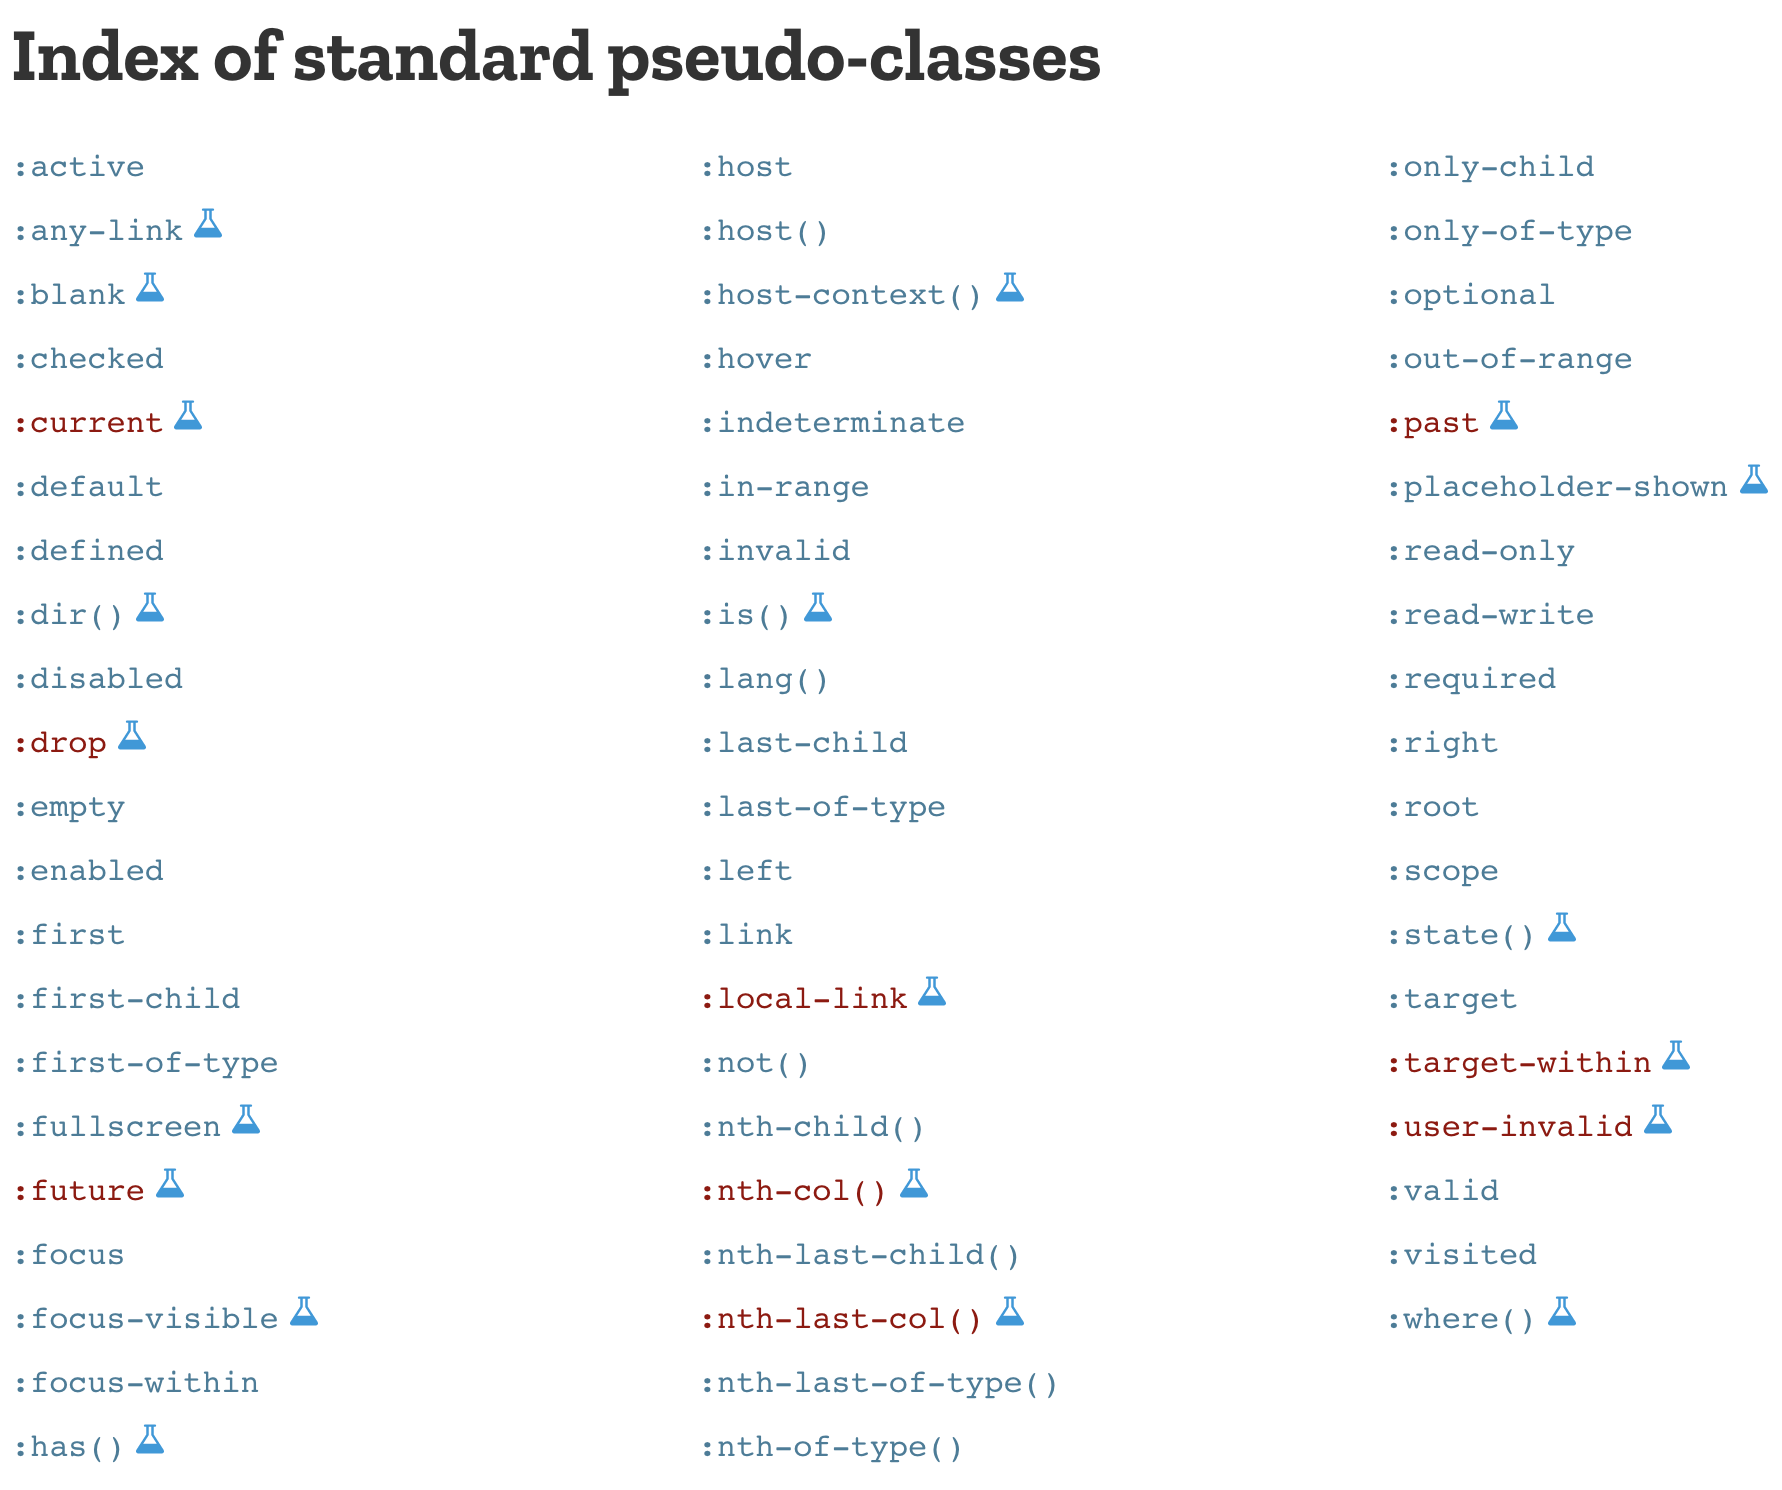 Index of standard pseudo-classes
:active
:any-link
:blank
:checked
:current
:default
:defined
:dir()
:disabled
:drop
:empty
:enabled
:first
:first-child
:first-of-type
:fullscreen
:future
:focus
:focus-visible
:focus-within
:has()
:host
:host()
:host-context()
:hover
:indeterminate
:in-range
:invalid
:is()
:lang()
:last-child
:last-of-type
:left
:link
:local-link
:not()
:nth-child()
:nth-col()
:nth-last-child()
:nth-last-col()
:nth-last-of-type()
:nth-of-type()
:only-child
:only-of-type
:optional
:out-of-range
:past
:placeholder-shown
:read-only
:read-write
:required
:right
:root
:scope
:state()
:target
:target-within
:user-invalid
:valid
:visited
:where()